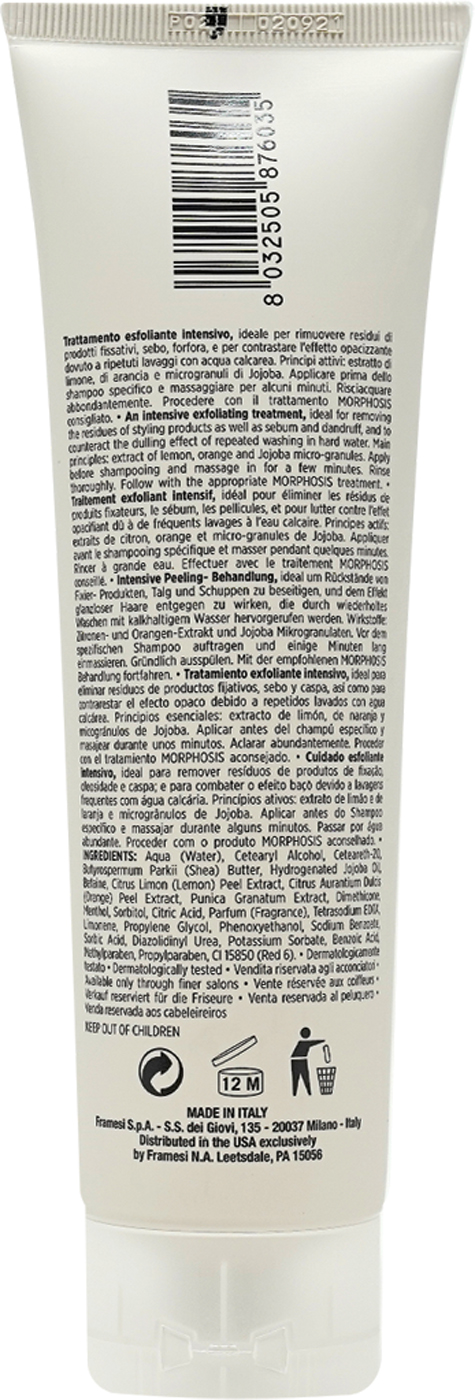 020921
8 032505 876035
Trattamento esfoliante intensivo, ideale per rimuovere residui di
prodotti fissativi, sebo, forfora, e per contrastare l'effetto opacizzante
dovuto a ripetuti lavaggi con acqua calcarea. Principi attivi: estratto di
limone, di arancia e microgranuli di Jojoba. Applicare prima dello
shampoo specifico e massaggiare per alcuni minuti. Risciacquare
abbondantemente. Procedere con il trattamento MORPHOSIS
consigliato. • An intensive exfoliating treatment, ideal for removing
the residues of styling products as well as sebum and dandruff, and to
counteract the dulling effect of repeated washing in hard water. Main
principles: extract of lemon, orange and Jojoba micro-granules. Apply
before shampooing and massage in for a few minutes. Rinse
thoroughly. Follow with the appropriate MORPHOSIS treatment. •
Traitement exfoliant intensif, idéal pour éliminer les résidus de
produits fixateurs, le sébum, les pellicules, et pour lutter contre l'effet
opacifiant dû à de fréquents lavages à l'eau calcaire. Principes actifs:
extraits de citron, orange et micro-granules de Jojoba. Appliquer
avant le shampooing spécifique et masser pendant quelques minutes.
Rincer à grande eau. Effectuer avec le traitement MORPHOSIS
conseillé. • Intensive Peeling- Behandlung, ideal um Rückstände von
Fixier- Produkten, Talg und Schuppen zu beseitigen, und dem Effekt
glanzloser Haare entgegen zu wirken, die durch wiederholtes
Waschen mit kalkhaltigem Wasser hervorgerufen werden. Wirkstoffe:
Zitronen- und Orangen-Extrakt und Jojoba Mikrogranulaten. Vor dem
spezifischen Shampoo auftragen und einige Minuten lang
einmassieren. Gründlich ausspülen. Mit der empfohlenen MORPHOSIS
Behandlung fortfahren. • Tratamiento exfoliante intensivo, ideal para
eliminar residuos de productos fijativos, sebo y caspa, así como para
contrarestar el efecto opaco debido a repetidos lavados con agua
calcárea. Principios esenciales: extracto de limón, de naranja y
micogránulos de Jojoba. Aplicar antes del champú específico y
masajear durante unos minutos. Aclarar abundantemente. Proceder
con el tratamiento MORPHOSIS aconsejado. • Cuidado esfoliante
intensivo, ideal para remover resíduos de produtos de fixação,
oleosidade e caspa; e para combater o efeito baço devido a lavagens
frequentes com água calcária. Princípios ativos: extrato de limão e de
laranja e microgrânulos de Jojoba. Aplicar antes do Shampoo
específico e massajar durante alguns minutos. Passar por água
abundante. Proceder com o produto MORPHOSIS aconselhado. •
INGREDIENTS: Aqua (Water), Cetearyl Alcohol, Ceteareth-20,
Butyrospermum Parkii (Shea) Butter, Hydrogenated Jojoba Oil,
Betaine, Citrus Limon (Lemon) Peel Extract, Citrus Aurantium Dulcis
(Orange) Peel Extract, Punica Granatum Extract, Dimethicone,
Menthol, Sorbitol, Citric Acid, Parfum (Fragrance), Tetrasodium EDTA,
Limonene, Propylene Glycol, Phenoxyethanol, Sodium Benzoate,
Sorbic Acid, Diazolidinyl Urea, Potassium Sorbate, Benzoic Acid,
Methylparaben, Propylparaben, CI 15850 (Red 6). • Dermatologicamente
testato • Dermatologically tested • Vendita riservata agli acconciatori •
Available only through finer salons • Vente réservée aux coiffeurs •
Verkauf reserviert für die Friseure • Venta reservada al peluquero •
Venda reservada aos cabeleireiros
KEEP OUT OF CHILDREN
12 M
MADE IN ITALY
Framesi S.p.A. - S.S. dei Giovi, 135 - 20037 Milano - Italy
Distributed in the USA exclusively
by Framesi N.A. Leetsdale, PA 15056